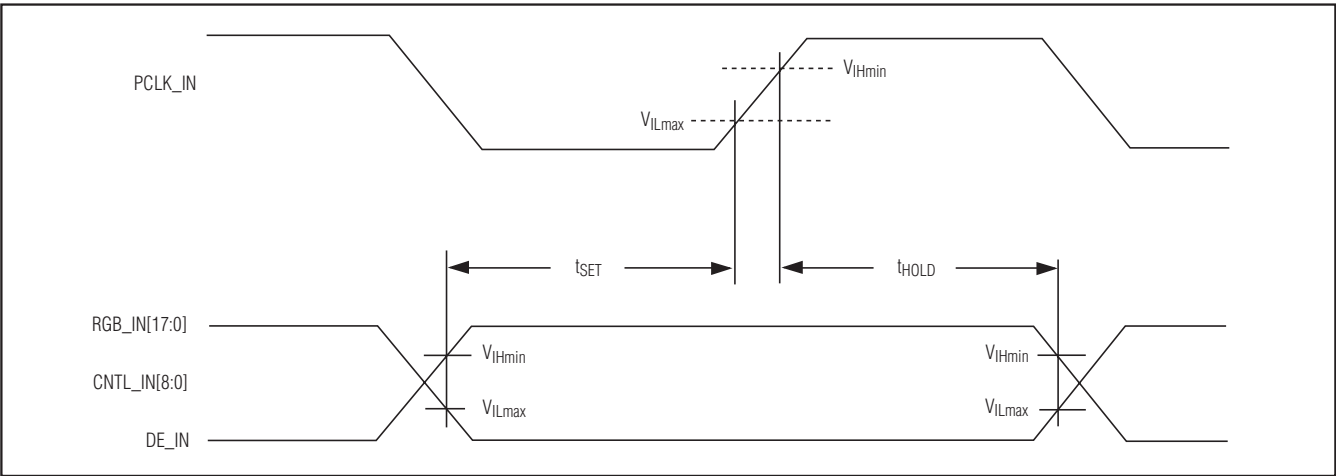 PCLK_IN
VIHmin
VILmax
tSET
tHOLD
RGB_IN[17:0]
VIHmin
VIHmin
CNTL_IN[8:0]
VILmax
VILmax
DE_IN